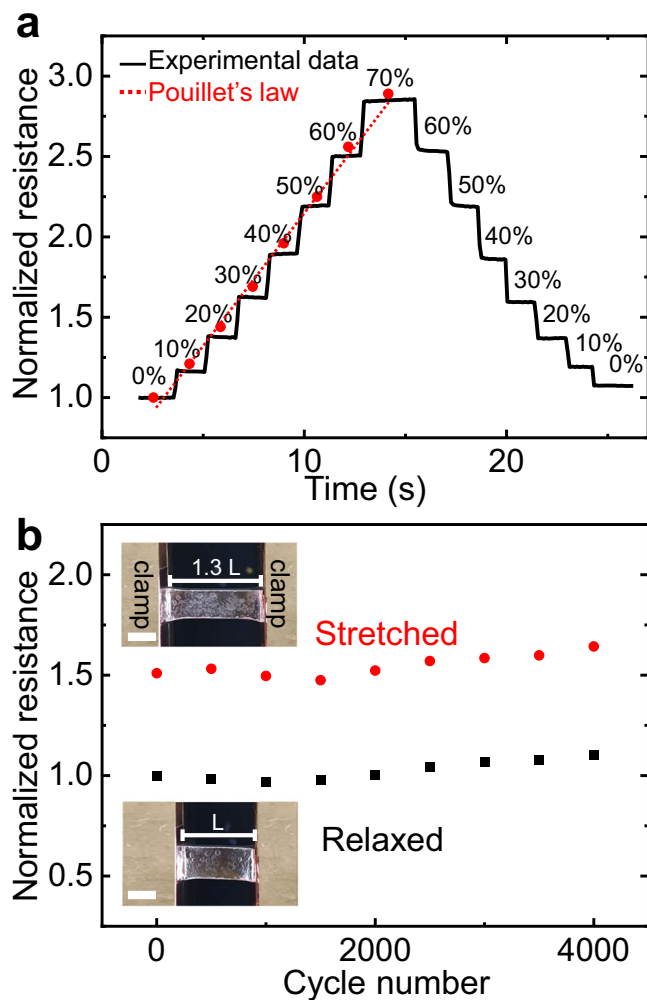 a
Experimental data
Pouillet's law
Normalized resistance
3.0
2.5
2.0
1.5
1.0
0%
10%
20%
30%
40%
50%
60%
70%
60%
50%
40%
30%
20%
10%
0%
0
10
20
Time (s)
b
Normalized resistance
2.0
1.5
1.0
0.5
clamp
1.3 L
clamp
Stretched
L
Relaxed
0
2000
4000
Cycle number